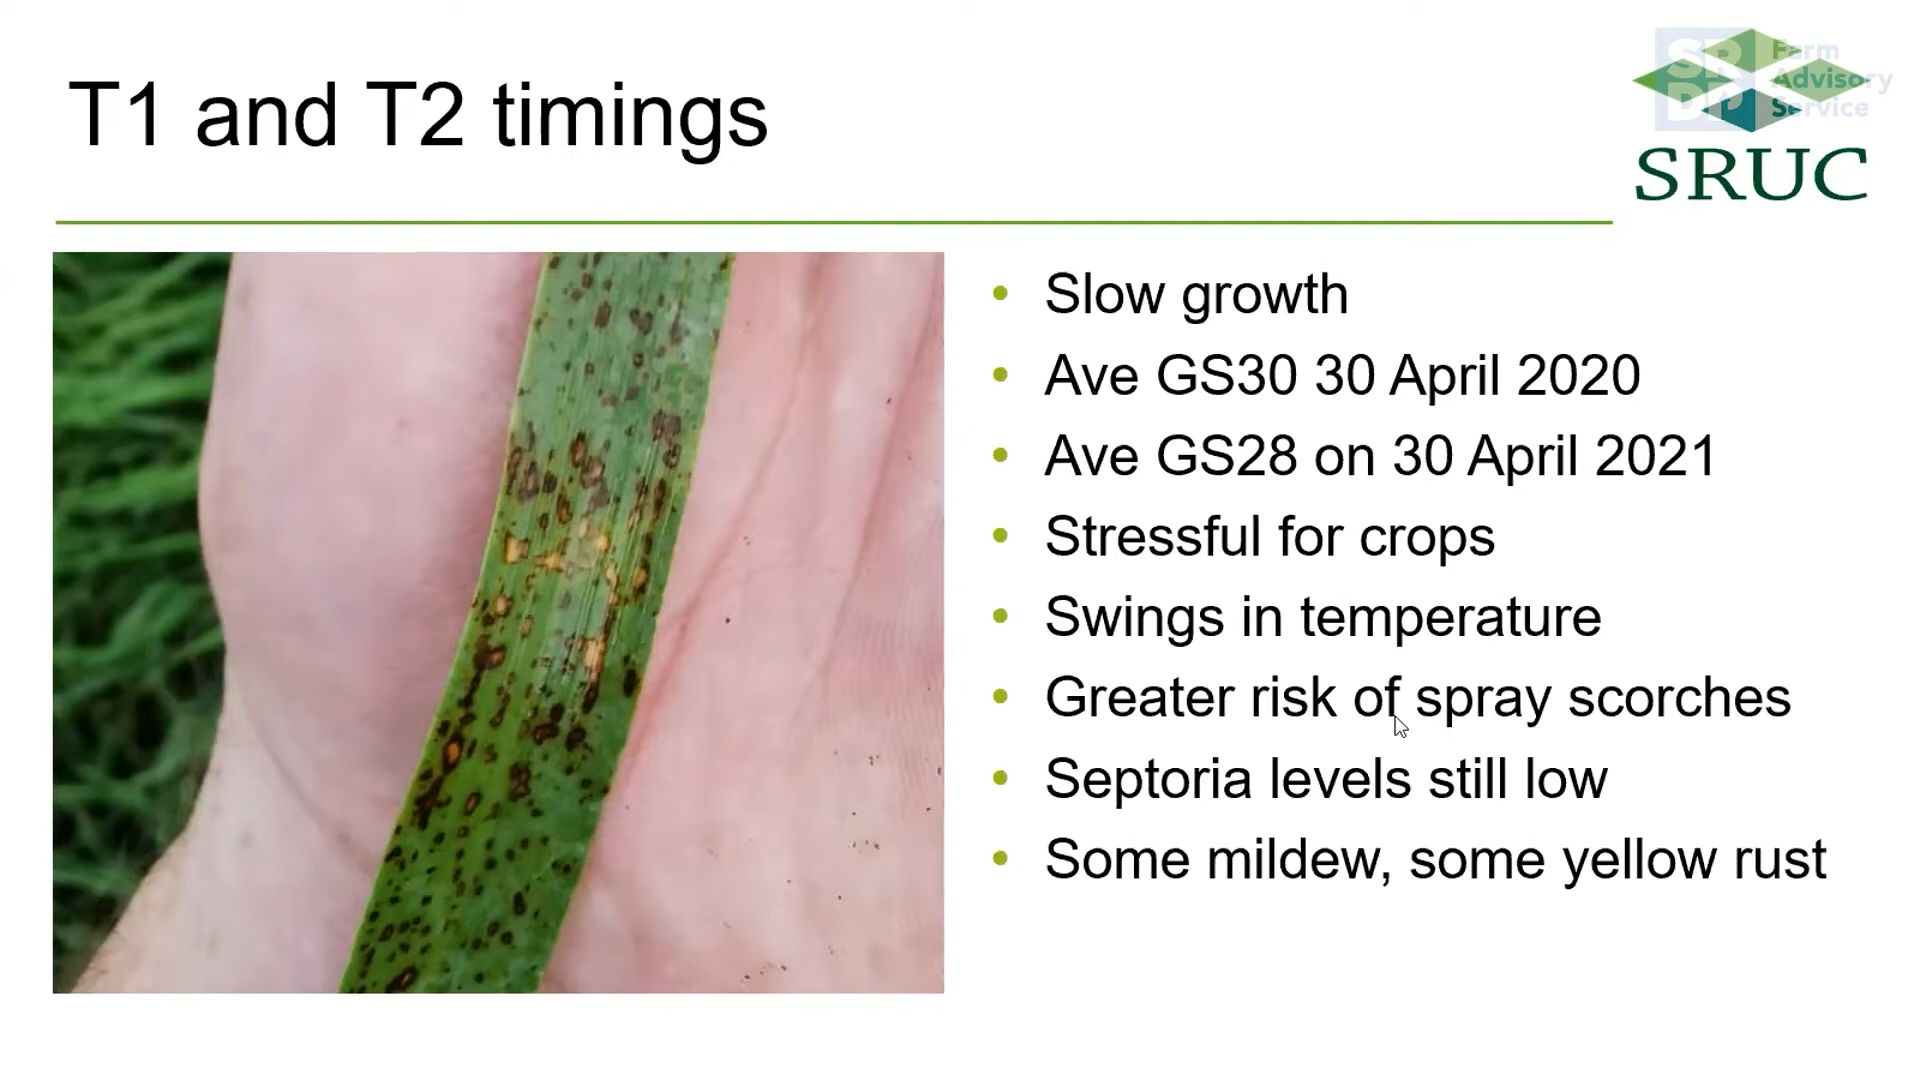 T1 and T2 timings
SRDP
Farm
Advisory
Service
SRUC
• Slow growth
• Ave GS30 30 April 2020
• Ave GS28 on 30 April 2021
• Stressful for crops
• Swings in temperature
• Greater risk of spray scorches
• Septoria levels still low
• Some mildew, some yellow rust